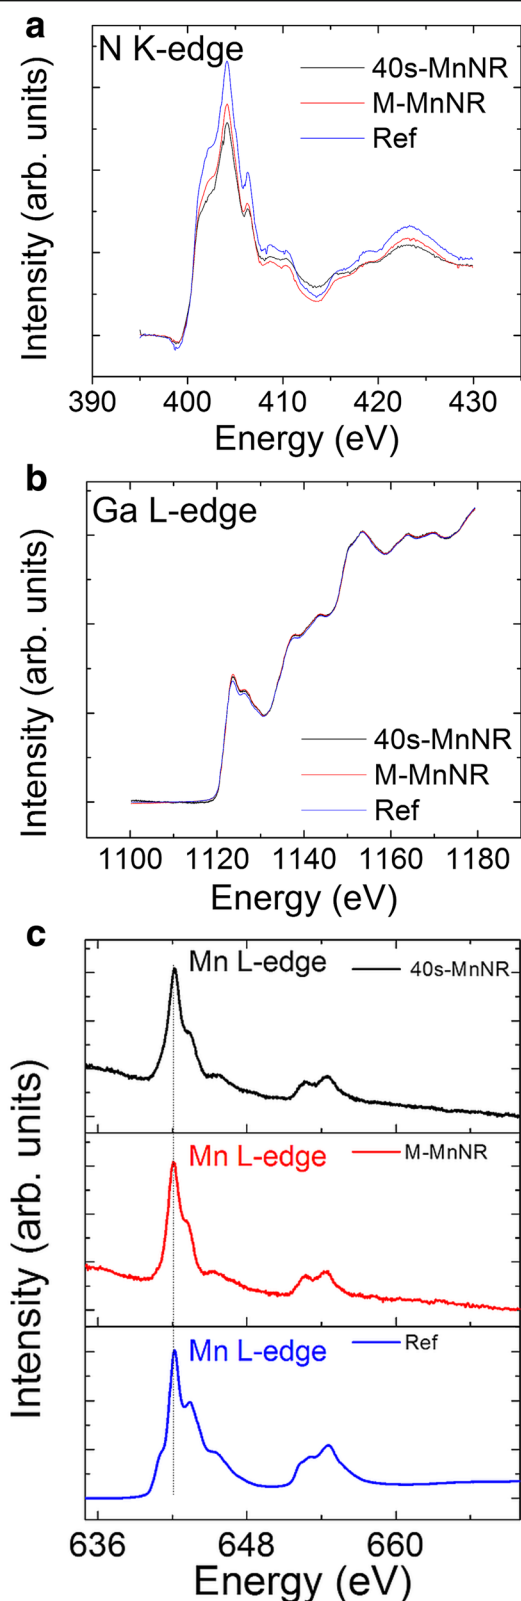 a
N K-edge
40s-MnNR
M-MnNR
Ref
Intensity (arb. units)
390 400 410 420 430
Energy (eV)
b
Ga L-edge
40s-MnNR
M-MnNR
Ref
Intensity (arb. units)
1100 1120 1140 1160 1180
Energy (eV)
c
Mn L-edge 40s-MnNR
Mn L-edge M-MnNR
Mn L-edge Ref
Intensity (arb. units)
636 648 660
Energy (eV)